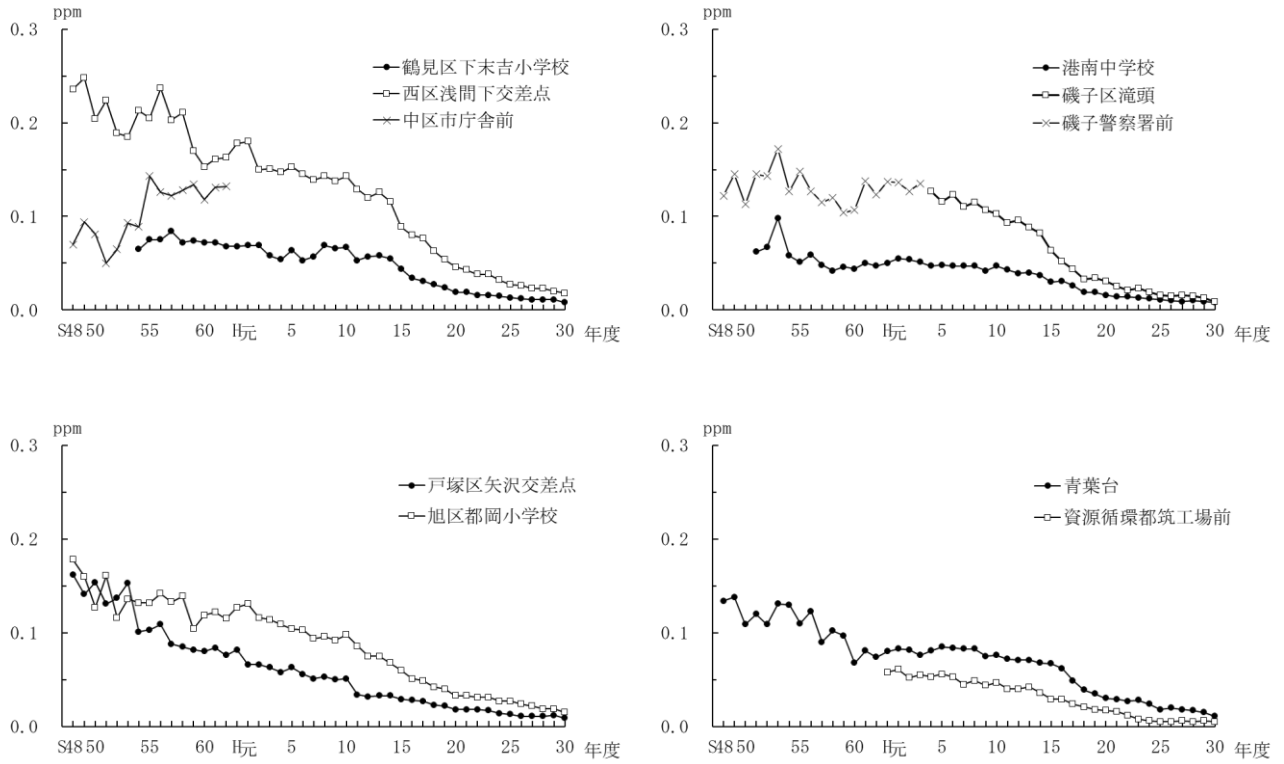 ppm
0.3
0.2
0.1
0.0
鶴見区下末吉小学校
西区浅間下交差点
中区市庁舎前
S48 50 55 60 H元 5 10 15 20 25 30 年度
ppm
0.3
0.2
0.1
0.0
港南中学校
磯子区滝頭
磯子警察署前
S48 50 55 60 H元 5 10 15 20 25 30 年度
ppm
0.3
0.2
0.1
0.0
戸塚区矢沢交差点
旭区都岡小学校
S48 50 55 60 H元 5 10 15 20 25 30 年度
ppm
0.3
0.2
0.1
0.0
青葉台
資源循環都筑工場前
S48 50 55 60 H元 5 10 15 20 25 30 年度